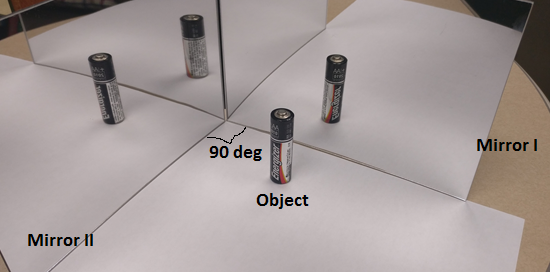 Mirror I
90 deg
Energizer
Object
Mirror II